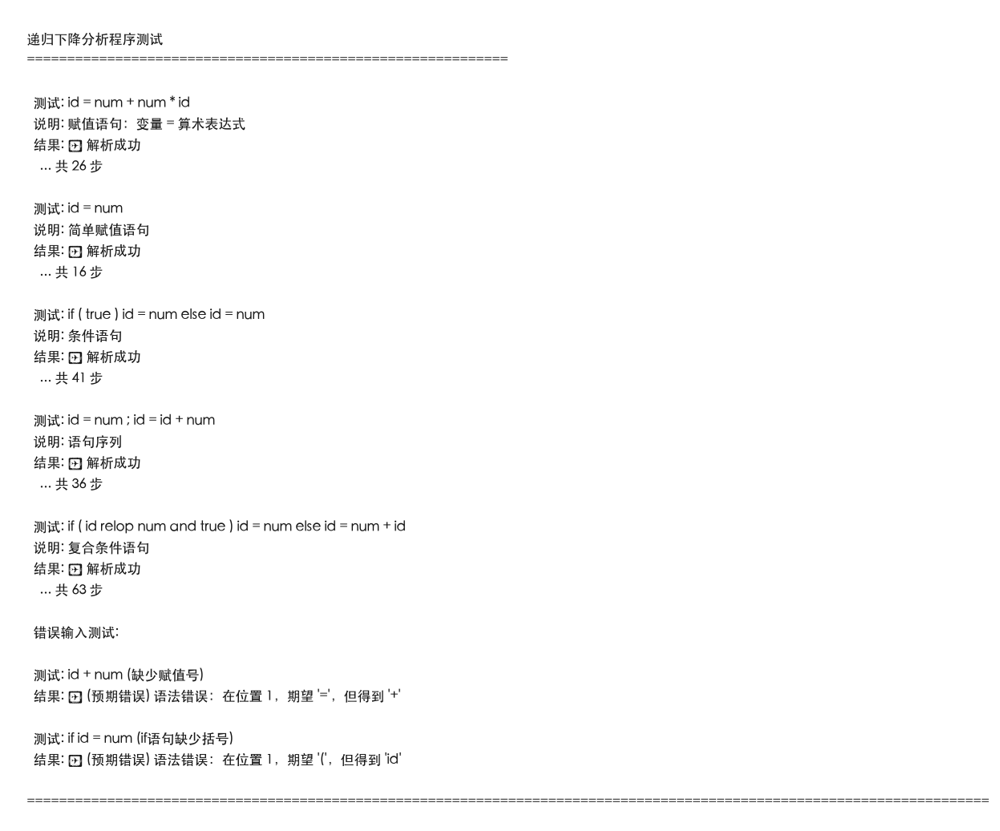 递归下降分析程序测试
============================================================
测试: id = num + num * id
说明: 赋值语句：变量 = 算术表达式
结果: 解析成功
... 共 26 步
测试: id = num
说明: 简单赋值语句
结果: 解析成功
... 共 16 步
测试: if ( true ) id = num else id = num
说明: 条件语句
结果: 解析成功
... 共 41 步
测试: id = num ; id = id + num
说明: 语句序列
结果: 解析成功
... 共 36 步
测试: if ( id relop num and true ) id = num else id = num + id
说明: 复合条件语句
结果: 解析成功
... 共 63 步
错误输入测试:
测试: id + num (缺少赋值号)
结果: (预期错误) 语法错误：在位置 1，期望 '='，但得到 '+'
测试: if id = num (if语句缺少括号)
结果: (预期错误) 语法错误：在位置 1，期望 '('，但得到 'id'
========================================================================================================================